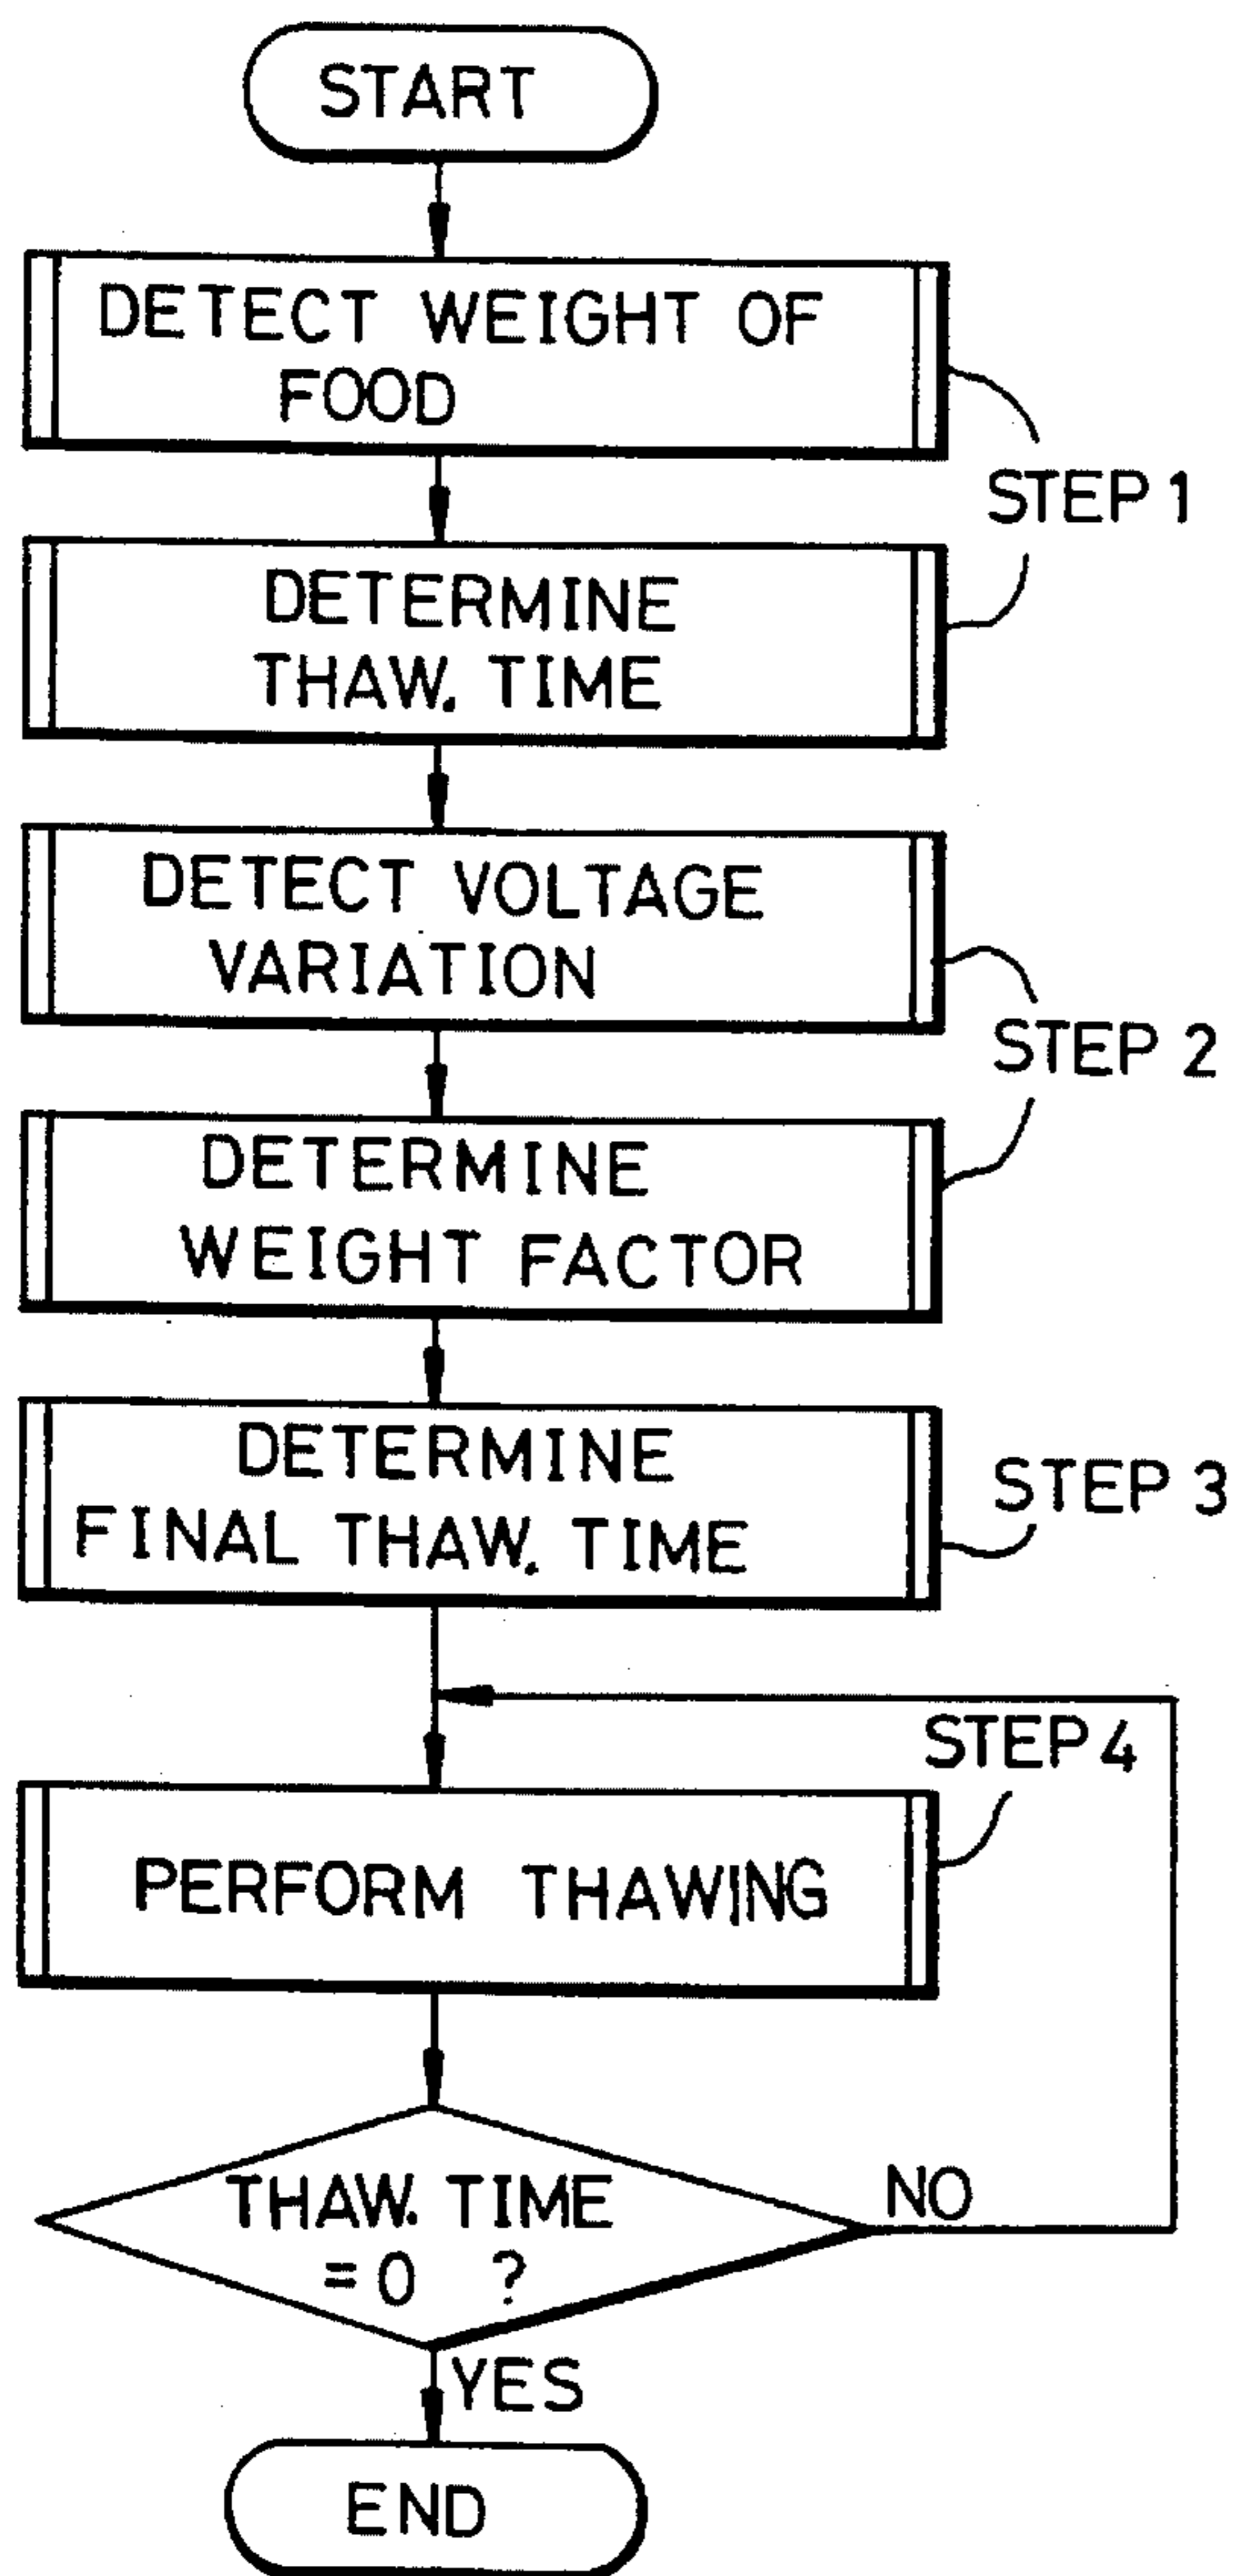 START
DETECT WEIGHT OF
FOOD
STEP 1
DETERMINE
THAW. TIME
DETECT VOLTAGE
VARIATION
STEP 2
DETERMINE
WEIGHT FACTOR
DETERMINE
FINAL THAW. TIME
STEP 3
STEP 4
PERFORM THAWING
THAW. TIME
= 0 ?
NO
YES
END